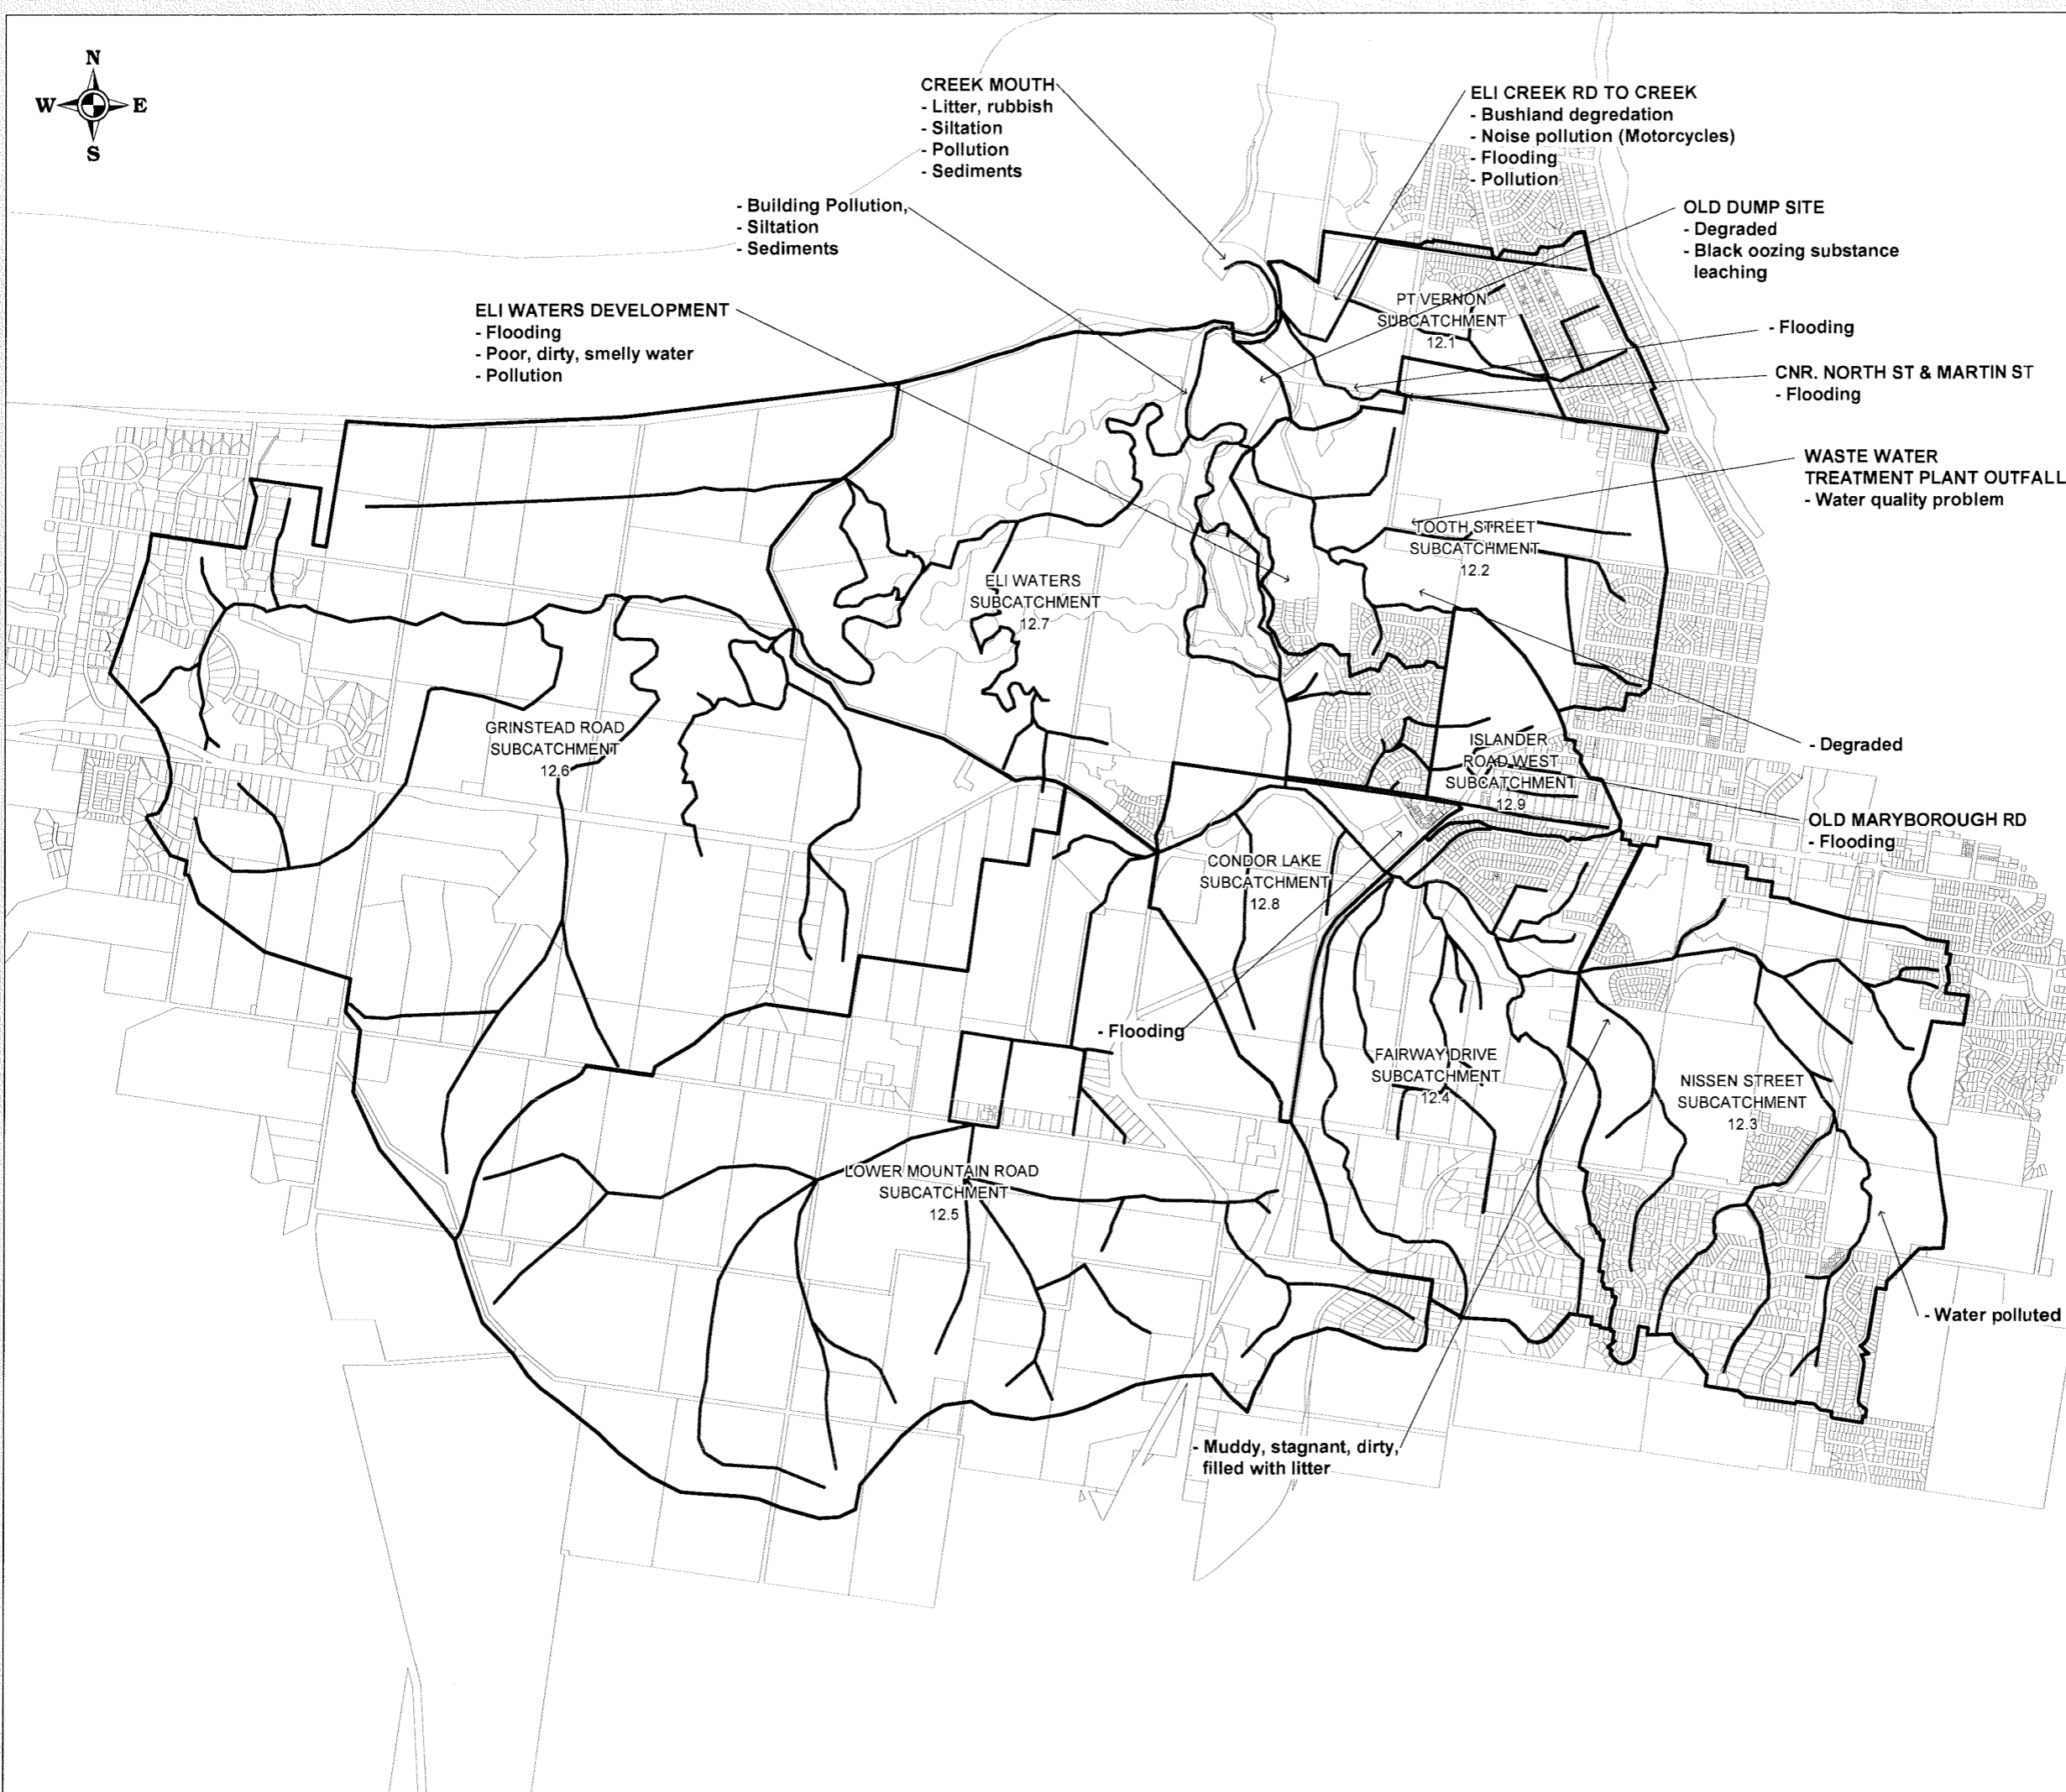 N
W E
S
CREEK MOUTH
- Litter, rubbish
- Siltation
- Pollution
- Sediments
ELI CREEK RD TO CREEK
- Bushland degredation
- Noise pollution (Motorcycles)
- Flooding
- Pollution
- Building Pollution,
- Siltation
- Sediments
OLD DUMP SITE
- Degraded
- Black oozing substance
leaching
ELI WATERS DEVELOPMENT
- Flooding
- Poor, dirty, smelly water
- Pollution
PT VERNON
SUBCATCHMENT
12.1
- Flooding
CNR. NORTH ST & MARTIN ST
- Flooding
WASTE WATER
TREATMENT PLANT OUTFALL
- Water quality problem
TOOTH STREET
SUBCATCHMENT
12.2
ELI WATERS
SUBCATCHMENT
12.7
GRINSTEAD ROAD
SUBCATCHMENT
12.6
ISLANDER
ROAD WEST
SUBCATCHMENT
12.9
- Degraded
OLD MARYBOROUGH RD
- Flooding
CONDOR LAKE
SUBCATCHMENT
12.8
- Flooding
FAIRWAY DRIVE
SUBCATCHMENT
12.4
NISSEN STREET
SUBCATCHMENT
12.3
LOWER MOUNTAIN ROAD
SUBCATCHMENT
12.5
- Water polluted
- Muddy, stagnant, dirty,
filled with litter